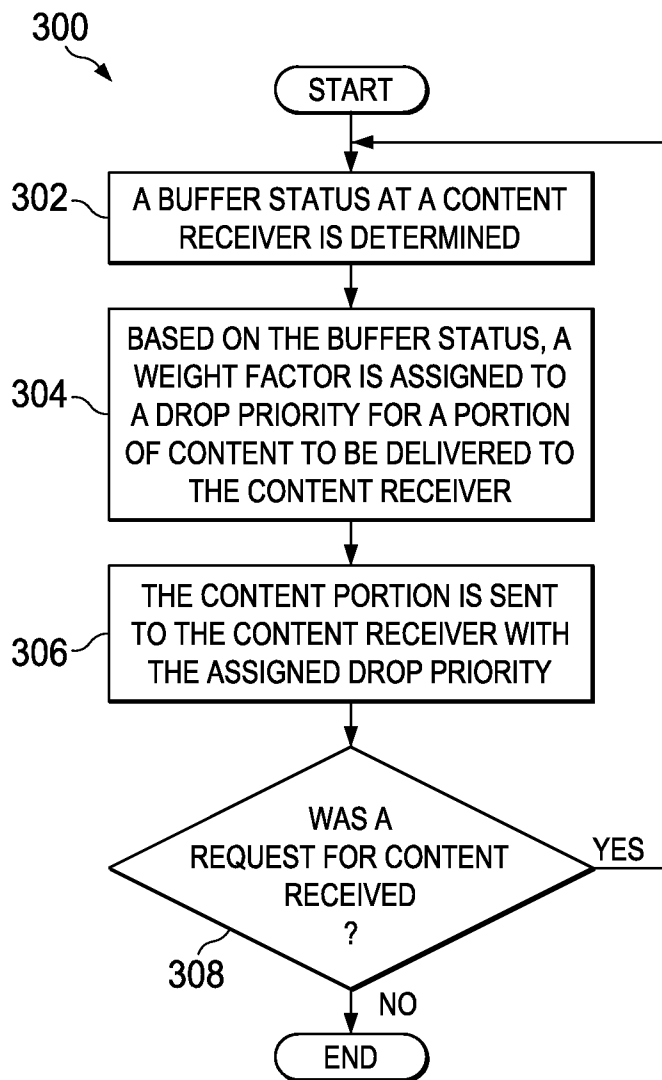 300
START
302
A BUFFER STATUS AT A CONTENT
RECEIVER IS DETERMINED
304
BASED ON THE BUFFER STATUS, A
WEIGHT FACTOR IS ASSIGNED TO
A DROP PRIORITY FOR A PORTION
OF CONTENT TO BE DELIVERED TO
THE CONTENT RECEIVER
306
THE CONTENT PORTION IS SENT
TO THE CONTENT RECEIVER WITH
THE ASSIGNED DROP PRIORITY
308
WAS A
REQUEST FOR CONTENT
RECEIVED
?
YES
NO
END